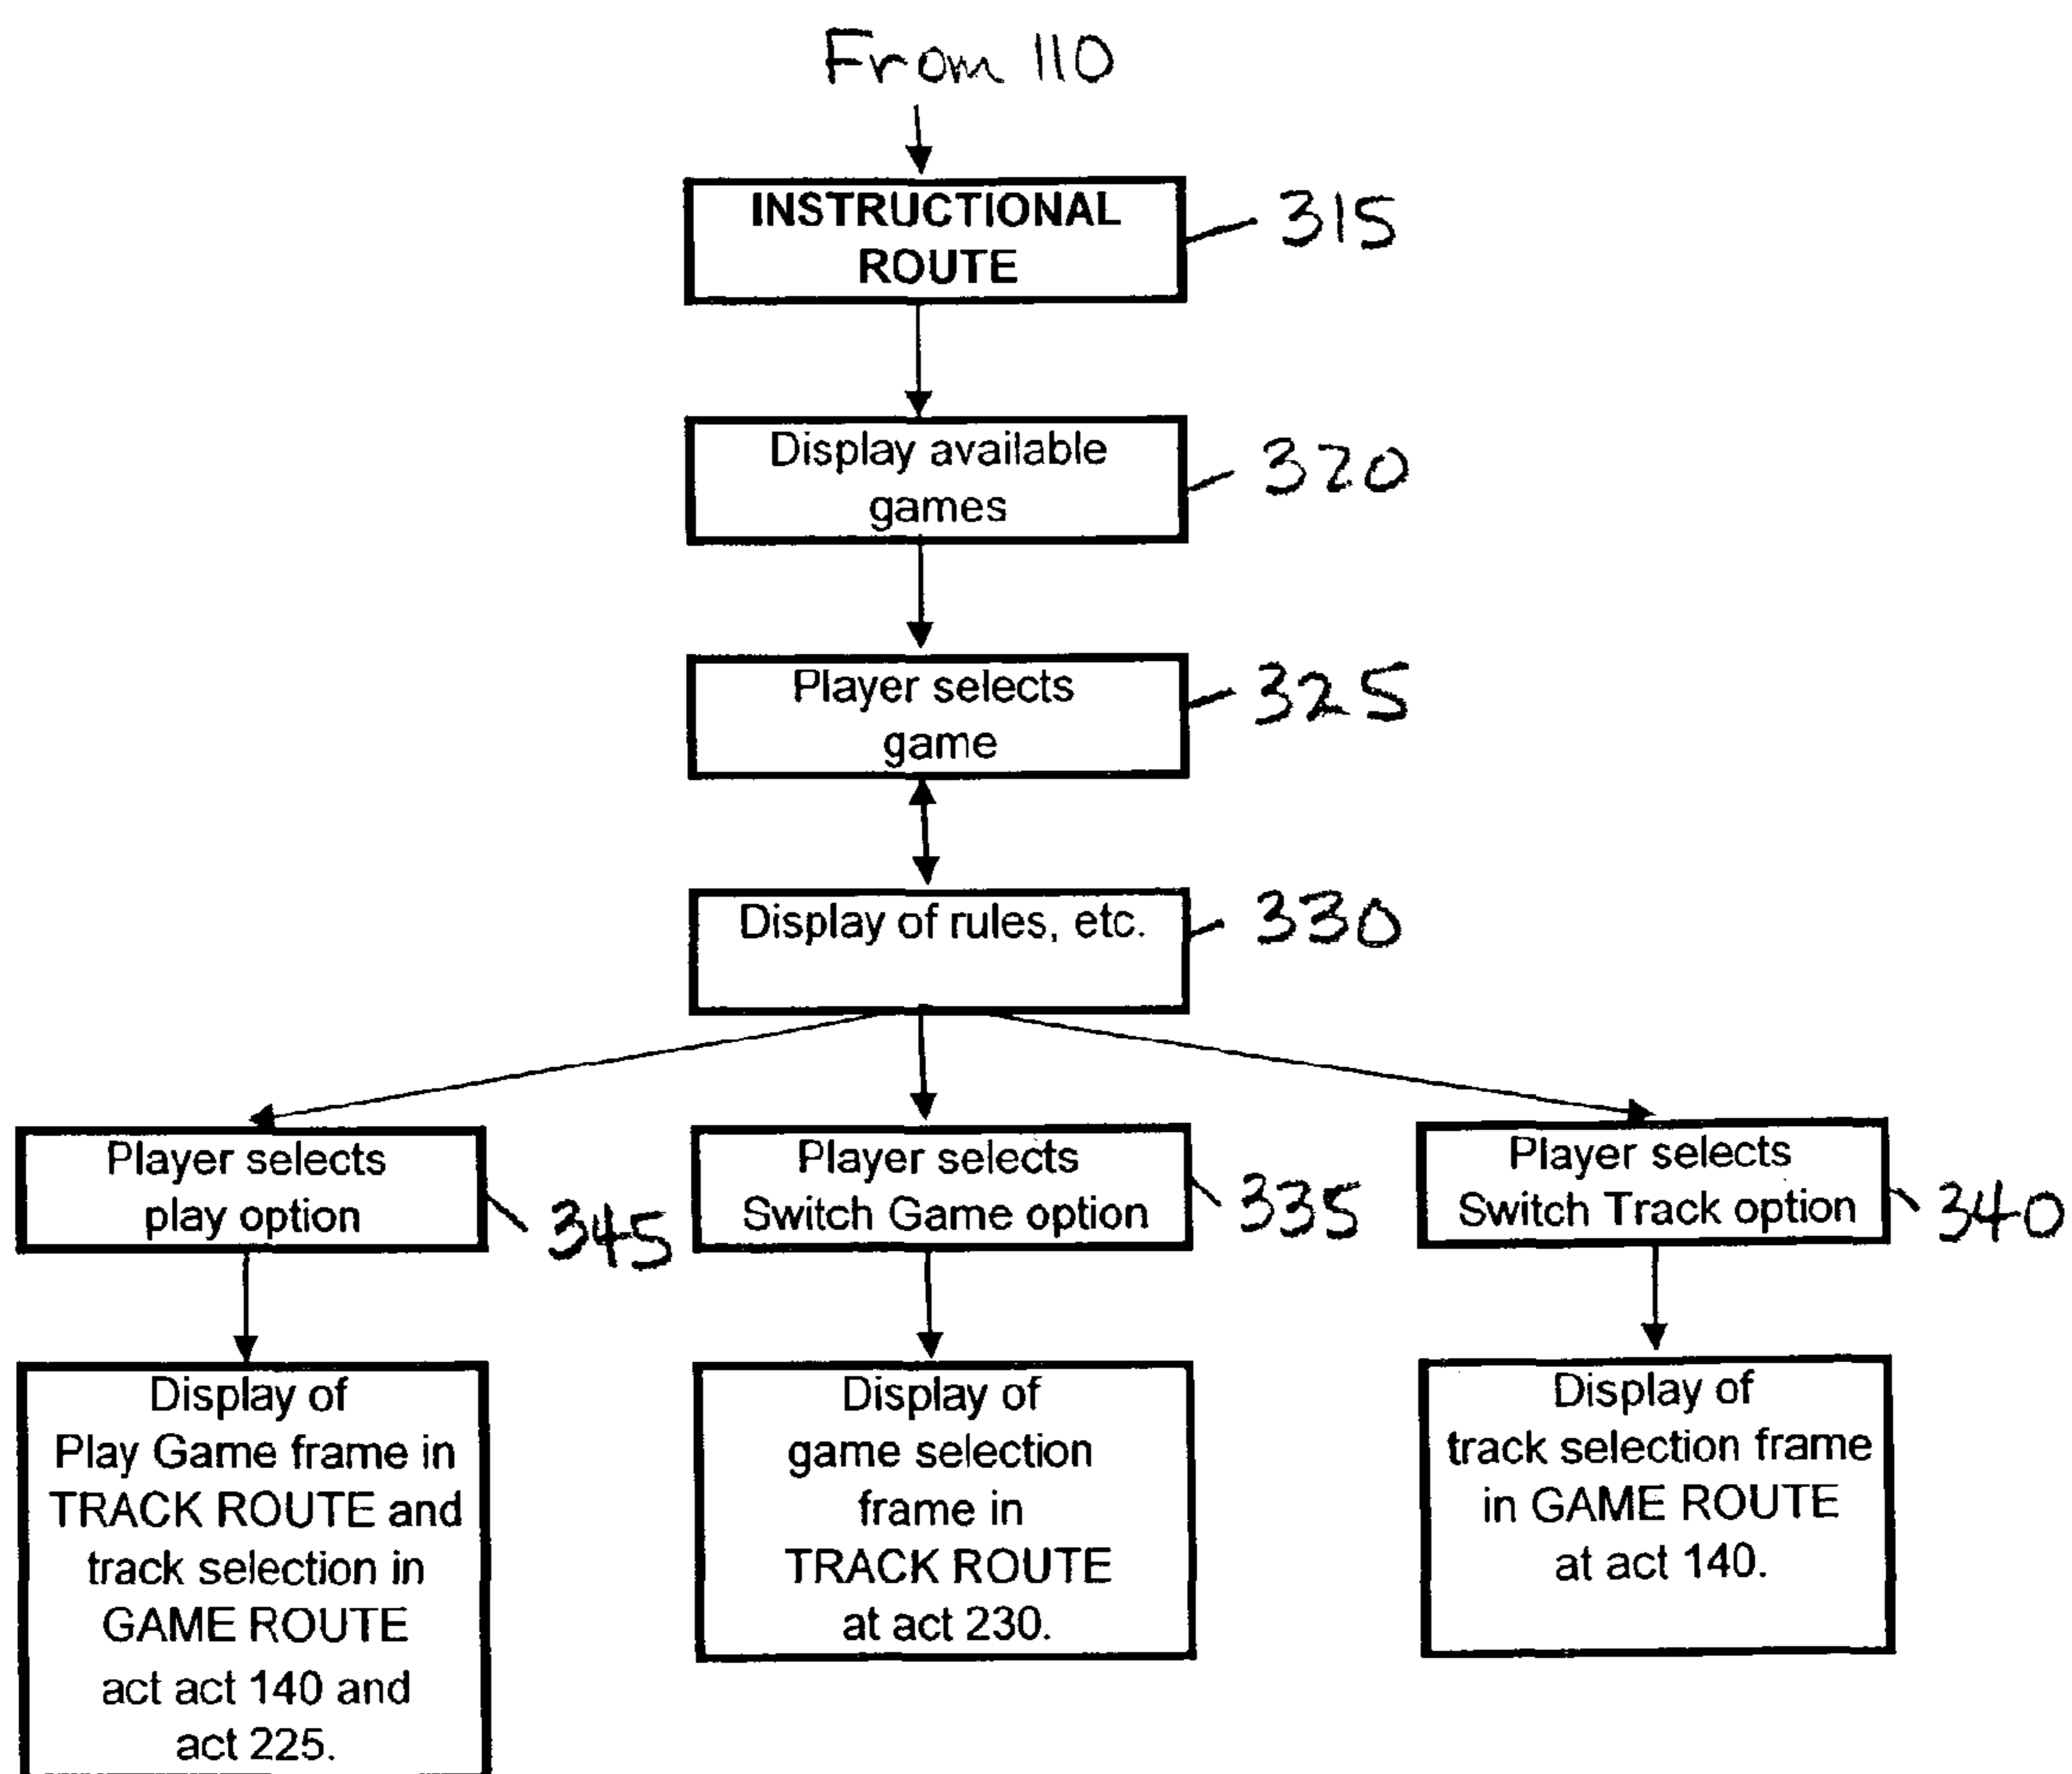 From 110
INSTRUCTIONAL
ROUTE
315
Display available
games
320
Player selects
game
325
Display of rules, etc.
330
Player selects
play option
345
Player selects
Switch Game option
335
Player selects
Switch Track option
340
Display of
Play Game frame in
TRACK ROUTE and
track selection in
GAME ROUTE
act act 140 and
act 225.
Display of
game selection
frame in
TRACK ROUTE
at act 230.
Display of
track selection frame
in GAME ROUTE
at act 140.